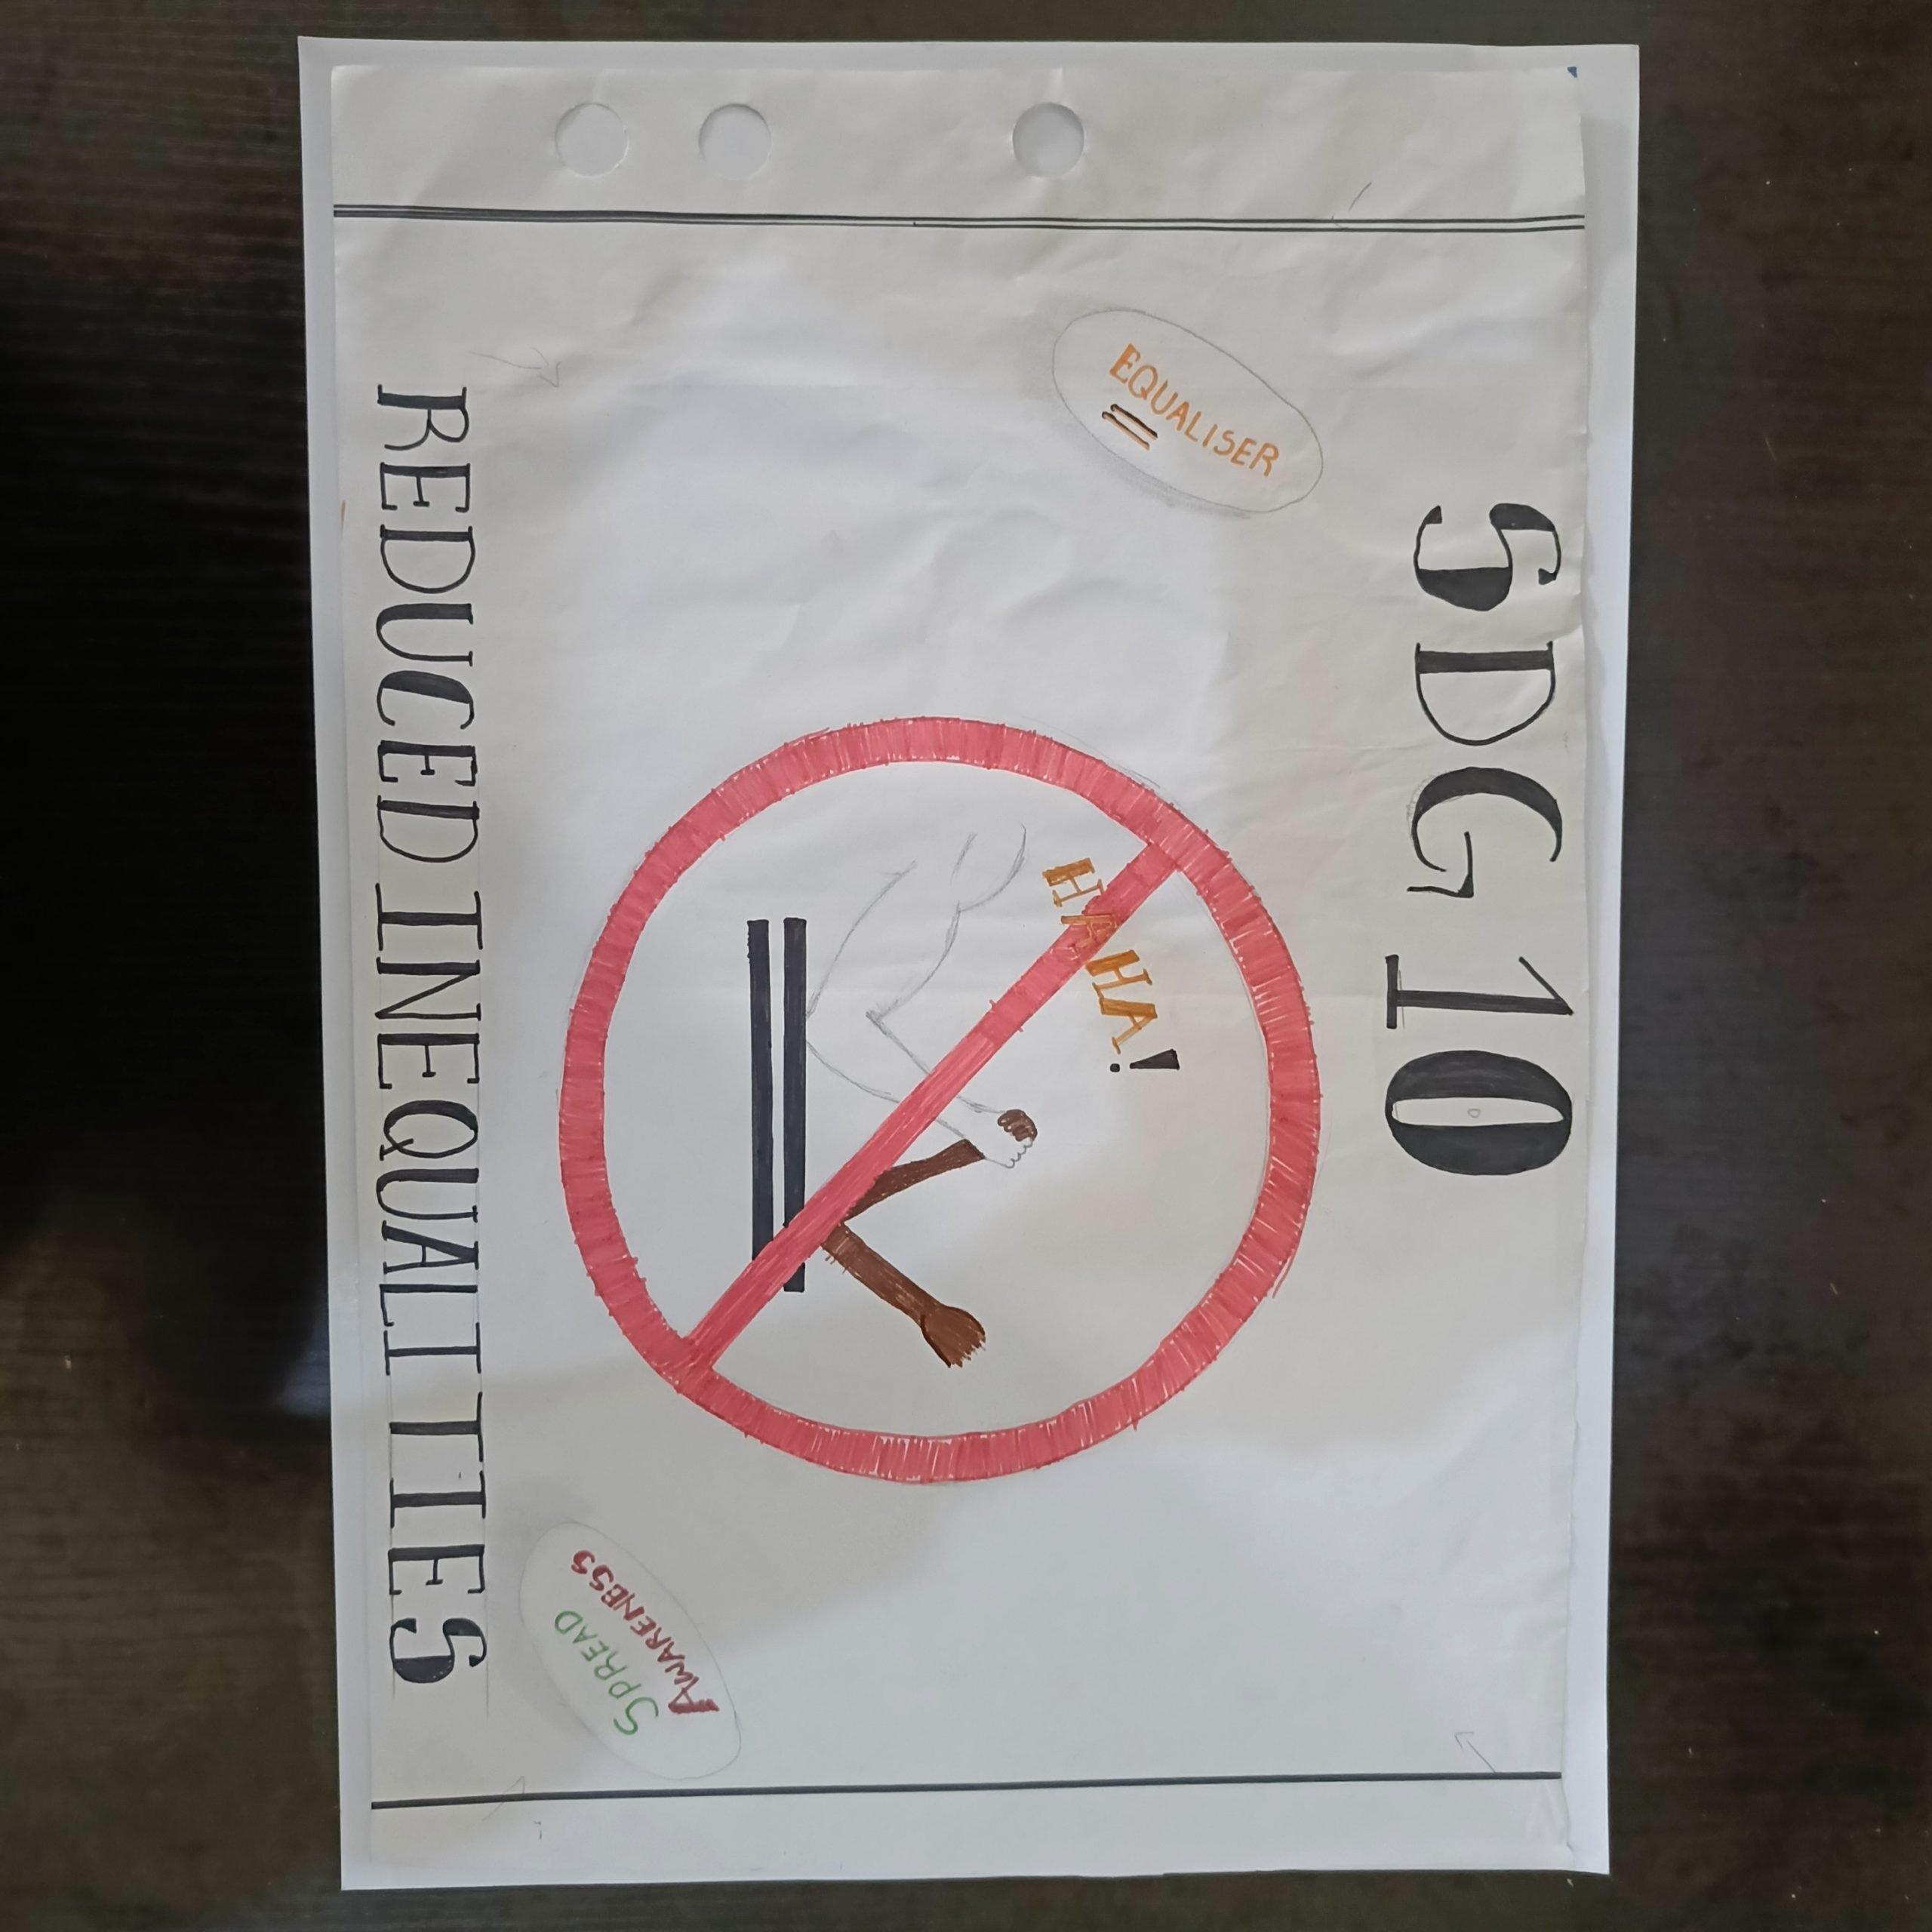 SDG 10
EQUALISER
=
HAHA!
SPREAD
AWARENESS
REDUCED INEQUALITIES